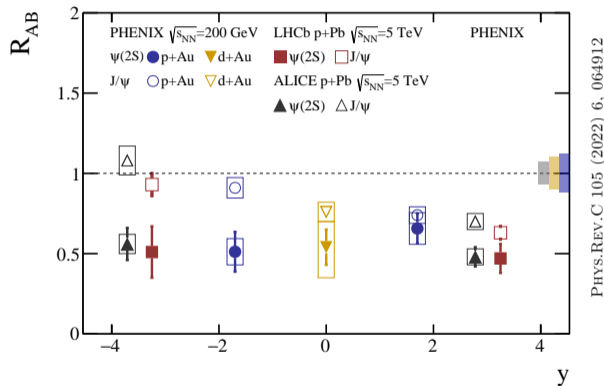 R_AB
2
1.5
1
0.5
0
PHENIX √s_NN=200 GeV
ψ(2S) p+Au d+Au
J/ψ p+Au d+Au
LHCb p+Pb √s_NN=5 TeV
ψ(2S) J/ψ
ALICE p+Pb √s_NN=5 TeV
ψ(2S) J/ψ
PHENIX
−4 −2 0 2 4
y
PHYS.REV.C 105 (2022) 6, 064912